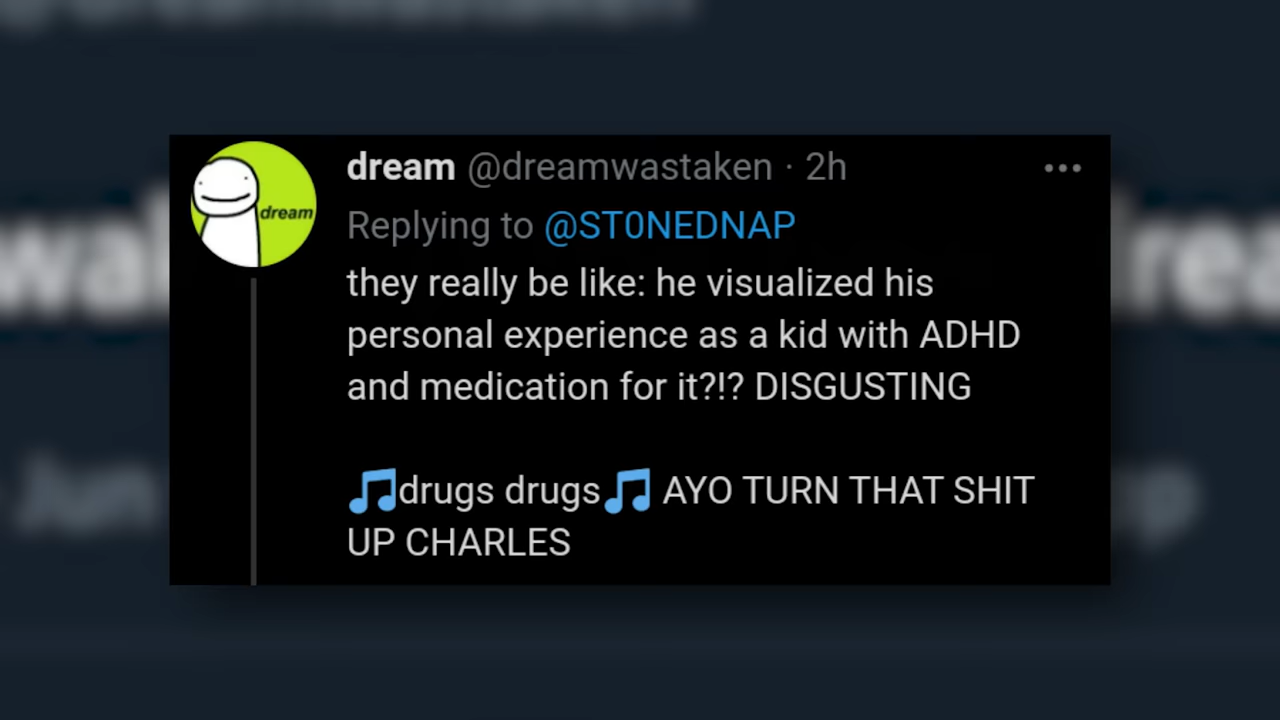 dream @dreamwastaken · 2h
Replying to @ST0NEDNAP
they really be like: he visualized his
personal experience as a kid with ADHD
and medication for it?!? DISGUSTING
🎵drugs drugs🎵 AYO TURN THAT SHIT
UP CHARLES
dream